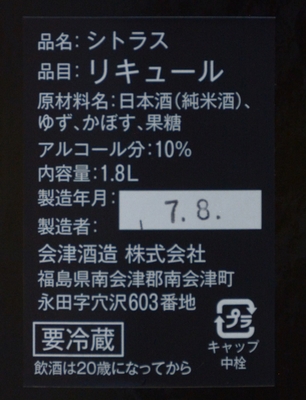 品名：シトラス
品目：リキュール
原材料名：日本酒（純米酒）、
ゆず、かぼす、果糖
アルコール分：10％
内容量：1.8L
製造年月： 7.8.
製造者：
会津酒造 株式会社
福島県南会津郡南会津町
永田字穴沢603番地
要冷蔵
プラ
キャップ
中栓
飲酒は20歳になってから